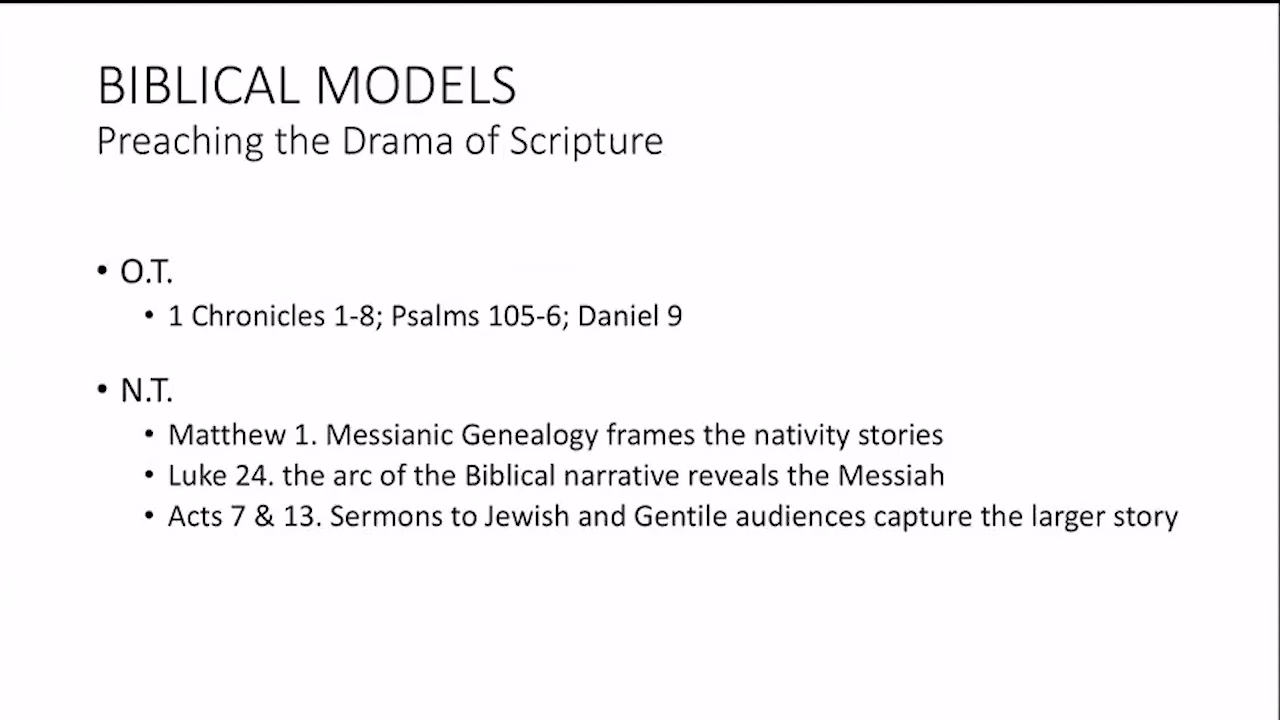 BIBLICAL MODELS
Preaching the Drama of Scripture
• O.T.
• 1 Chronicles 1-8; Psalms 105-6; Daniel 9
• N.T.
• Matthew 1. Messianic Genealogy frames the nativity stories
• Luke 24. the arc of the Biblical narrative reveals the Messiah
• Acts 7 & 13. Sermons to Jewish and Gentile audiences capture the larger story